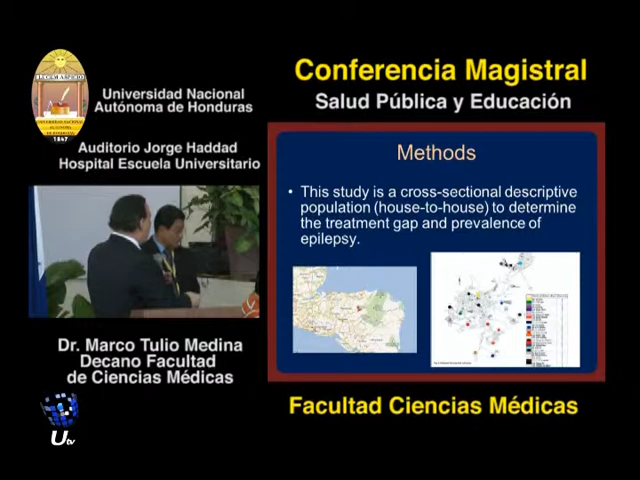 Conferencia Magistral
Salud Pública y Educación
Universidad Nacional
Autónoma de Honduras
1847
Auditorio Jorge Haddad
Hospital Escuela Universitario
Methods
• This study is a cross-sectional descriptive
population (house-to-house) to determine
the treatment gap and prevalence of
epilepsy.
Dr. Marco Tulio Medina
Decano Facultad
de Ciencias Médicas
Facultad Ciencias Médicas
Utv